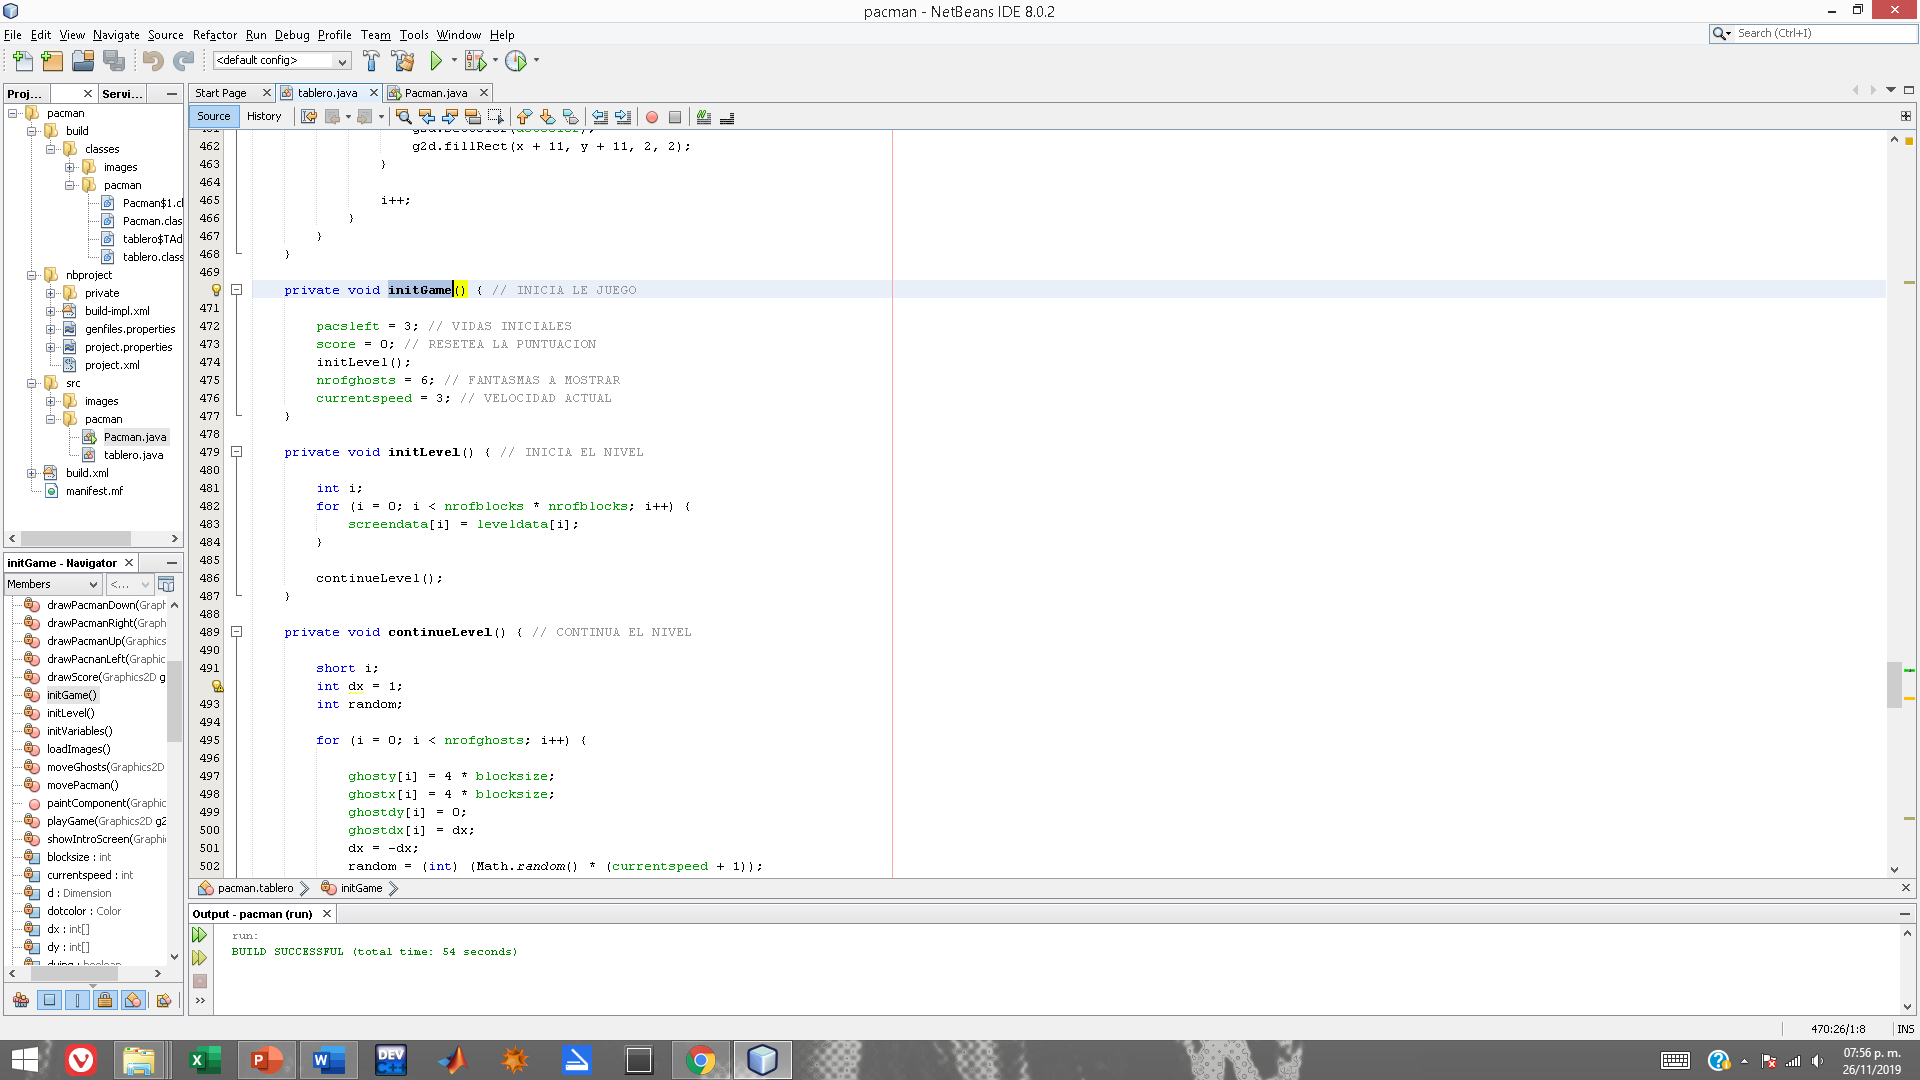 pacman - NetBeans IDE 8.0.2
File Edit View Navigate Source Refactor Run Debug Profile Team Tools Window Help
Search (Ctrl+I)
<default config>
Proj... Servi...
Start Page tablero.java Pacman.java
Source History
pacman
build
classes
images
pacman
Pacman$1.cl
Pacman.clas
tablero$TAd
tablero.class
nbproject
private
build-impl.xml
genfiles.properties
project.properties
project.xml
src
images
pacman
Pacman.java
tablero.java
build.xml
manifest.mf
462 g2d.fillRect(x + 11, y + 11, 2, 2);
463 }
464
465 i++;
466 }
467 }
468 }
469
private void initGame() { // INICIA LE JUEGO
471
472 pacsleft = 3; // VIDAS INICIALES
473 score = 0; // RESETEA LA PUNTUACION
474 initLevel();
475 nrofghosts = 6; // FANTASMAS A MOSTRAR
476 currentspeed = 3; // VELOCIDAD ACTUAL
477 }
478
479 private void initLevel() { // INICIA EL NIVEL
480
481 int i;
482 for (i = 0; i < nrofblocks * nrofblocks; i++) {
483 screendata[i] = leveldata[i];
484 }
485
486 continueLevel();
487 }
488
489 private void continueLevel() { // CONTINUA EL NIVEL
490
491 short i;
int dx = 1;
493 int random;
494
495 for (i = 0; i < nrofghosts; i++) {
496
497 ghosty[i] = 4 * blocksize;
498 ghostx[i] = 4 * blocksize;
499 ghostdy[i] = 0;
500 ghostdx[i] = dx;
501 dx = -dx;
502 random = (int) (Math.random() * (currentspeed + 1));
initGame - Navigator
Members <...
drawPacmanDown(Graph
drawPacmanRight(Graph
drawPacmanUp(Graphics
drawPacnanLeft(Graphic
drawScore(Graphics2D g
initGame()
initLevel()
initVariables()
loadImages()
moveGhosts(Graphics2D
movePacman()
paintComponent(Graphic
playGame(Graphics2D g2
showIntroScreen(Graphi
blocksize : int
currentspeed : int
d : Dimension
dotcolor : Color
dx : int[]
dy : int[]
pacman.tablero initGame
Output - pacman (run)
run:
BUILD SUCCESSFUL (total time: 54 seconds)
470:26/1:8 INS
DEV C++
07:56 p. m.
26/11/2019